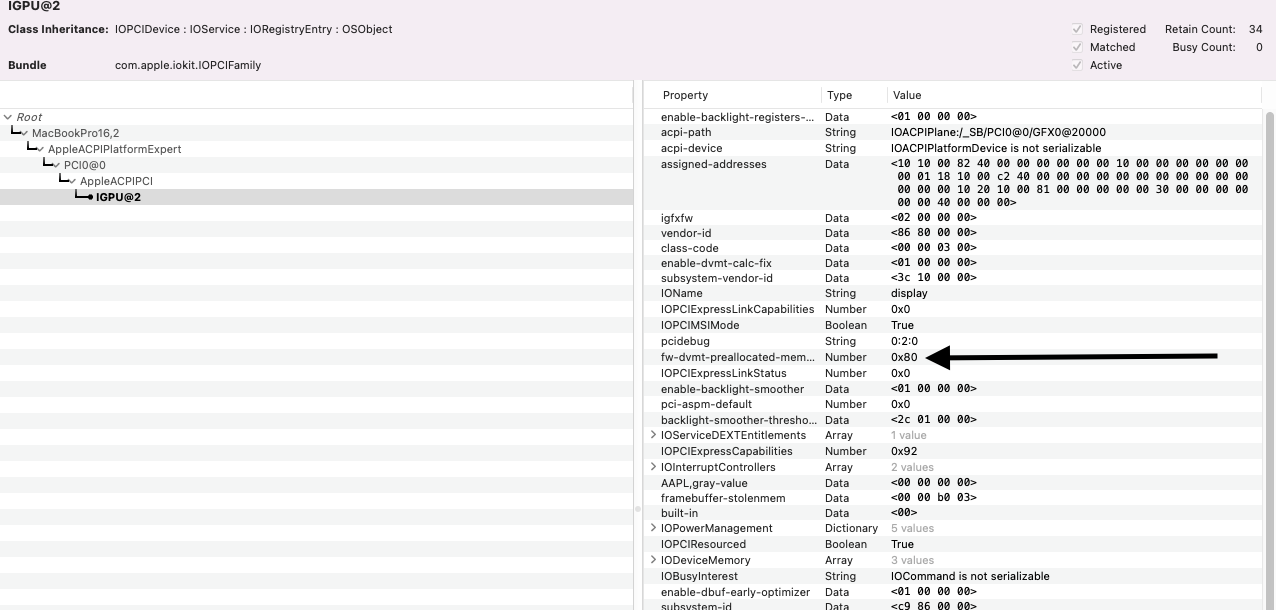 IGPU@2
Class Inheritance: IOPCIDevice : IOService : IORegistryEntry : OSObject
Registered Retain Count: 34
Matched Busy Count: 0
Bundle com.apple.iokit.IOPCIFamily
Active
Root
MacBookPro16,2
AppleACPIPlatformExpert
PCI0@0
AppleACPIPCI
IGPU@2
Property Type Value
enable-backlight-registers-... Data <01 00 00 00>
acpi-path String IOACPIPlane:/_SB/PCI0@0/GFX0@20000
acpi-device String IOACPIPlatformDevice is not serializable
assigned-addresses Data <10 10 00 82 40 00 00 00 00 00 00 00 10 00 00 00 00 00 00
00 00 01 18 10 00 c2 40 00 00 00 00 00 00 00 00 00 00 00
00 00 00 10 20 10 00 81 00 00 00 00 00 30 00 00 00 00
00 00 40 00 00 00>
igfxfw Data <02 00 00 00>
vendor-id Data <86 80 00 00>
class-code Data <00 00 03 00>
enable-dvmt-calc-fix Data <01 00 00 00>
subsystem-vendor-id Data <3c 10 00 00>
IOName String display
IOPCIExpressLinkCapabilities Number 0x0
IOPCIMSIMode Boolean True
pcidebug String 0:2:0
fw-dvmt-preallocated-mem... Number 0x80
IOPCIExpressLinkStatus Number 0x0
enable-backlight-smoother Data <01 00 00 00>
pci-aspm-default Number 0x0
backlight-smoother-thresho... Data <2c 01 00 00>
IOServiceDEXTEntitlements Array 1 value
IOPCIExpressCapabilities Number 0x92
IOInterruptControllers Array 2 values
AAPL,gray-value Data <00 00 00 00>
framebuffer-stolenmem Data <00 00 b0 03>
built-in Data <00>
IOPowerManagement Dictionary 5 values
IOPCIResourced Boolean True
IODeviceMemory Array 3 values
IOBusyInterest String IOCommand is not serializable
enable-dbuf-early-optimizer Data <01 00 00 00>
subsystem-id Data <c9 86 00 00>